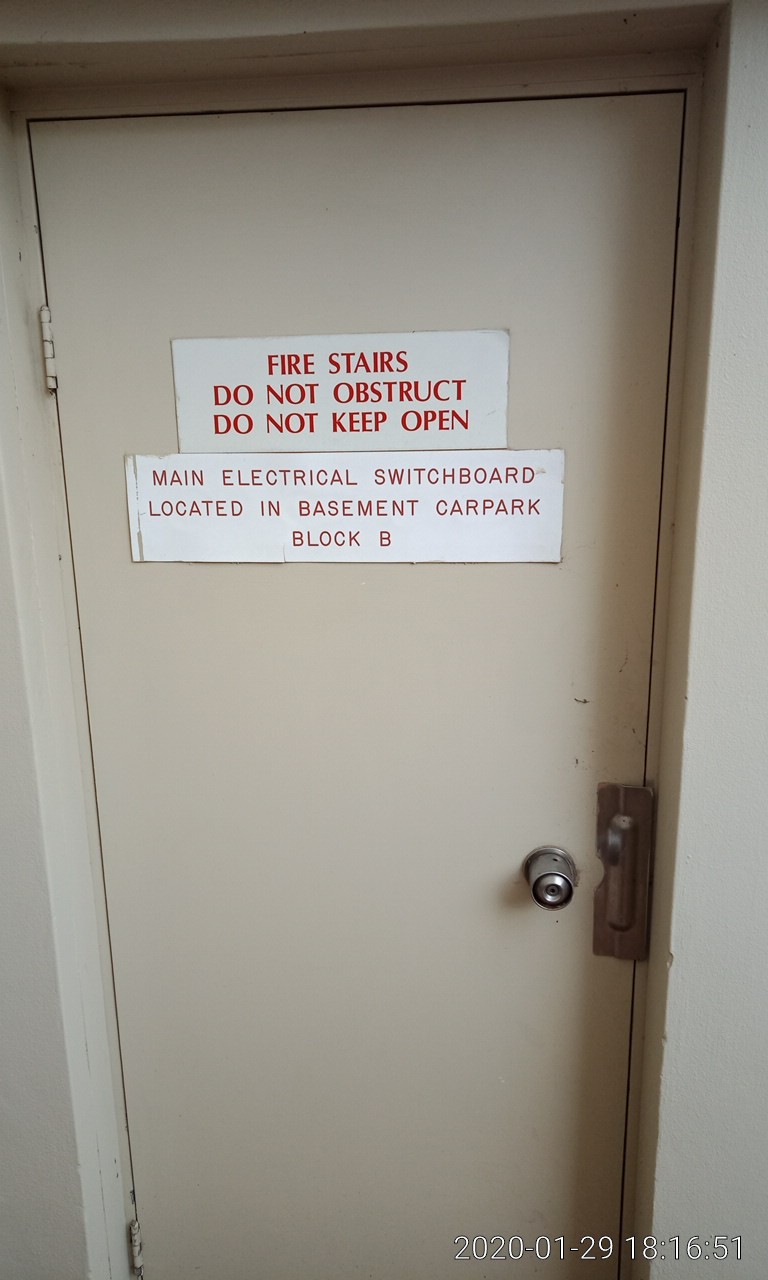 FIRE STAIRS
DO NOT OBSTRUCT
DO NOT KEEP OPEN
MAIN ELECTRICAL SWITCHBOARD
LOCATED IN BASEMENT CARPARK
BLOCK B
2020-01-29 18:16:51